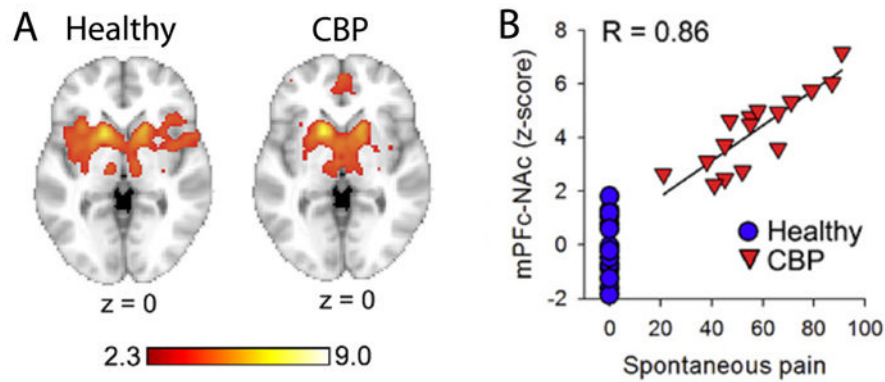 A
Healthy
CBP
z = 0
z = 0
2.3
9.0
B
R = 0.86
mPFc-NAc (z-score)
8
6
4
2
0
-2
Healthy
CBP
0 20 40 60 80 100
Spontaneous pain